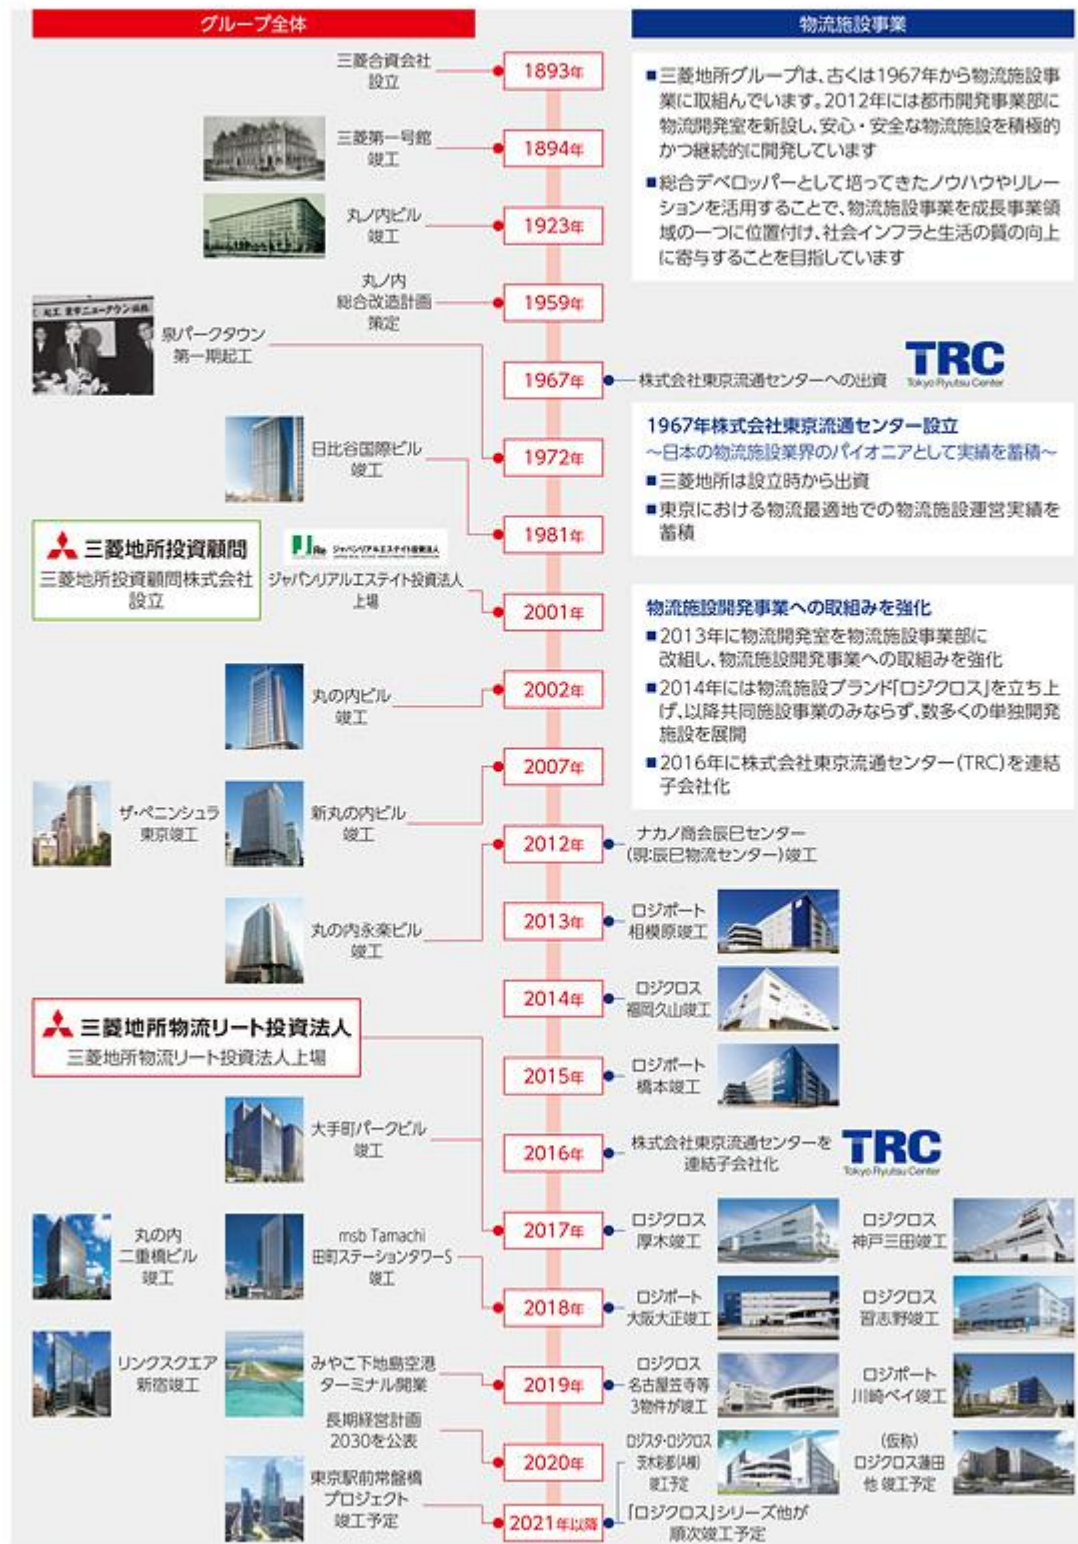 グループ全体
物流施設事業
三菱合資会社
設立
1893年
三菱第一号館
竣工
1894年
丸ノ内ビル
竣工
1923年
丸ノ内
総合改造計画
策定
1959年
泉パークタウン
第一期起工
1967年
日比谷国際ビル
竣工
1972年
1981年
三菱地所投資顧問
三菱地所投資顧問株式会社
設立
J.Re ジャパンリアルエステイト投資法人
ジャパンリアルエステイト投資法人
上場
2001年
丸の内ビル
竣工
2002年
2007年
ザ・ペニンシュラ
東京竣工
新丸の内ビル
竣工
2012年
丸の内永楽ビル
竣工
2013年
2014年
三菱地所物流リート投資法人
三菱地所物流リート投資法人上場
2015年
大手町パークビル
竣工
2016年
2017年
丸の内
二重橋ビル
竣工
msb Tamachi
田町ステーションタワーS
竣工
2018年
リンクスクエア
新宿竣工
みやこ下地島空港
ターミナル開業
2019年
長期経営計画
2030を公表
2020年
東京駅前常盤橋
プロジェクト
竣工予定
2021年以降
■三菱地所グループは、古くは1967年から物流施設事
業に取組んでいます。2012年には都市開発事業部に
物流開発室を新設し、安心・安全な物流施設を積極的
かつ継続的に開発しています
■総合デベロッパーとして培ってきたノウハウやリレー
ションを活用することで、物流施設事業を成長事業領
域の一つに位置付け、社会インフラと生活の質の向上
に寄与することを目指しています
株式会社東京流通センターへの出資
TRC
Tokyo Ryutsu Center
1967年株式会社東京流通センター設立
～日本の物流施設業界のパイオニアとして実績を蓄積～
■三菱地所は設立時から出資
■東京における物流最適地での物流施設運営実績を
蓄積
物流施設開発事業への取組みを強化
■2013年に物流開発室を物流施設事業部に
改組し、物流施設開発事業への取組みを強化
■2014年には物流施設ブランド「ロジクロス」を立ち上
げ、以降共同施設事業のみならず、数多くの単独開発
施設を展開
■2016年に株式会社東京流通センター(TRC)を連結
子会社化
ナカノ商会辰巳センター
(現:辰巳物流センター)竣工
ロジポート
相模原竣工
ロジクロス
福岡久山竣工
ロジポート
橋本竣工
株式会社東京流通センターを
連結子会社化
TRC
Tokyo Ryutsu Center
ロジクロス
厚木竣工
ロジクロス
神戸三田竣工
ロジポート
大阪大正竣工
ロジクロス
習志野竣工
ロジクロス
名古屋笠寺等
3物件が竣工
ロジポート
川崎ベイ竣工
ロジスタ・ロジクロス
茨木彩都(A棟)
竣工予定
(仮称)
ロジクロス蓮田
他 竣工予定
「ロジクロス」シリーズ他が
順次竣工予定